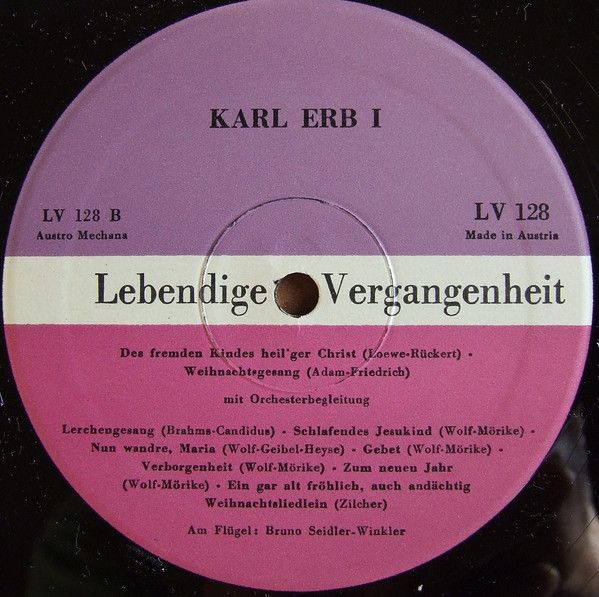 KARL ERB I
LV 128 B
Austro Mechana
LV 128
Made in Austria
Lebendige Vergangenheit
Des fremden Kindes heil'ger Christ (Loewe-Rückert) -
Weihnachtsgesang (Adam-Friedrich)
mit Orchesterbegleitung
Lerchengesang (Brahms-Candidus) - Schlafendes Jesukind (Wolf-Mörike) -
Nun wandre, Maria (Wolf-Geibel-Heyse) - Gebet (Wolf-Mörike) -
Verborgenheit (Wolf-Mörike) - Zum neuen Jahr
(Wolf-Mörike) - Ein gar alt fröhlich, auch andächtig
Weihnachtsliedlein (Zilcher)
Am Flügel: Bruno Seidler-Winkler